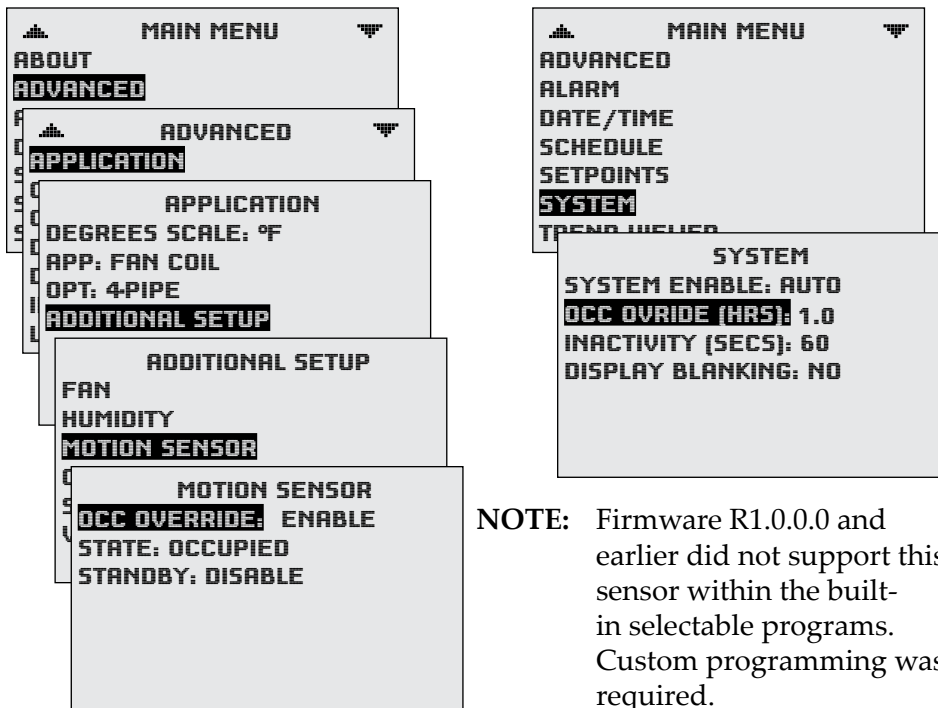 MAIN MENU
ABOUT
ADVANCED
ADVANCED
APPLICATION
APPLICATION
DEGREES SCALE: °F
APP: FAN COIL
OPT: 4-PIPE
ADDITIONAL SETUP
ADDITIONAL SETUP
FAN
HUMIDITY
MOTION SENSOR
MOTION SENSOR
OCC OVERRIDE: ENABLE
STATE: OCCUPIED
STANDBY: DISABLE
MAIN MENU
ADVANCED
ALARM
DATE/TIME
SCHEDULE
SETPOINTS
SYSTEM
TREND VIEWER
SYSTEM
SYSTEM ENABLE: AUTO
OCC OVRIDE (HRS): 1.0
INACTIVITY (SECS): 60
DISPLAY BLANKING: NO
NOTE: Firmware R1.0.0.0 and
earlier did not support this
sensor within the built-
in selectable programs.
Custom programming was
required.